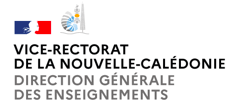 VICE-RECTORAT
DE LA NOUVELLE-CALÉDONIE
DIRECTION GÉNÉRALE
DES ENSEIGNEMENTS